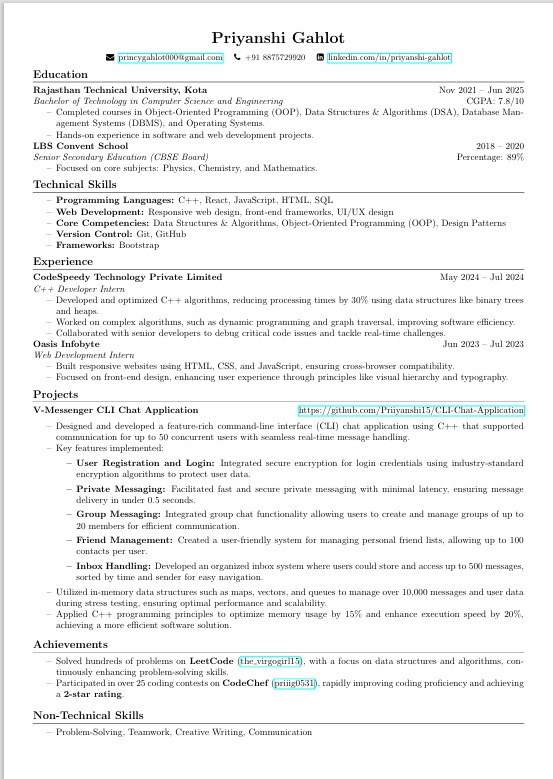 Priyanshi Gahlot
princygahlot000@gmail.com +91 8875729920 linkedin.com/in/priyanshi-gahlot
Education
Rajasthan Technical University, Kota Nov 2021 – Jun 2025
Bachelor of Technology in Computer Science and Engineering CGPA: 7.8/10
– Completed courses in Object-Oriented Programming (OOP), Data Structures & Algorithms (DSA), Database Man-
agement Systems (DBMS), and Operating Systems.
– Hands-on experience in software and web development projects.
LBS Convent School 2018 – 2020
Senior Secondary Education (CBSE Board) Percentage: 89%
– Focused on core subjects: Physics, Chemistry, and Mathematics.
Technical Skills
– Programming Languages: C++, React, JavaScript, HTML, SQL
– Web Development: Responsive web design, front-end frameworks, UI/UX design
– Core Competencies: Data Structures & Algorithms, Object-Oriented Programming (OOP), Design Patterns
– Version Control: Git, GitHub
– Frameworks: Bootstrap
Experience
CodeSpeedy Technology Private Limited May 2024 – Jul 2024
C++ Developer Intern
– Developed and optimized C++ algorithms, reducing processing times by 30% using data structures like binary trees
and heaps.
– Worked on complex algorithms, such as dynamic programming and graph traversal, improving software efficiency.
– Collaborated with senior developers to debug critical code issues and tackle real-time challenges.
Oasis Infobyte Jun 2023 – Jul 2023
Web Development Intern
– Built responsive websites using HTML, CSS, and JavaScript, ensuring cross-browser compatibility.
– Focused on front-end design, enhancing user experience through principles like visual hierarchy and typography.
Projects
V-Messenger CLI Chat Application https://github.com/Priiyanshi15/CLI-Chat-Application
– Designed and developed a feature-rich command-line interface (CLI) chat application using C++ that supported
communication for up to 50 concurrent users with seamless real-time message handling.
– Key features implemented:
– User Registration and Login: Integrated secure encryption for login credentials using industry-standard
encryption algorithms to protect user data.
– Private Messaging: Facilitated fast and secure private messaging with minimal latency, ensuring message
delivery in under 0.5 seconds.
– Group Messaging: Integrated group chat functionality allowing users to create and manage groups of up to
20 members for efficient communication.
– Friend Management: Created a user-friendly system for managing personal friend lists, allowing up to 100
contacts per user.
– Inbox Handling: Developed an organized inbox system where users could store and access up to 500 messages,
sorted by time and sender for easy navigation.
– Utilized in-memory data structures such as maps, vectors, and queues to manage over 10,000 messages and user data
during stress testing, ensuring optimal performance and scalability.
– Applied C++ programming principles to optimize memory usage by 15% and enhance execution speed by 20%,
achieving a more efficient software solution.
Achievements
– Solved hundreds of problems on LeetCode (the_virgogirl15), with a focus on data structures and algorithms, con-
tinuously enhancing problem-solving skills.
– Participated in over 25 coding contests on CodeChef (priiig0531), rapidly improving coding proficiency and achieving
a 2-star rating.
Non-Technical Skills
– Problem-Solving, Teamwork, Creative Writing, Communication